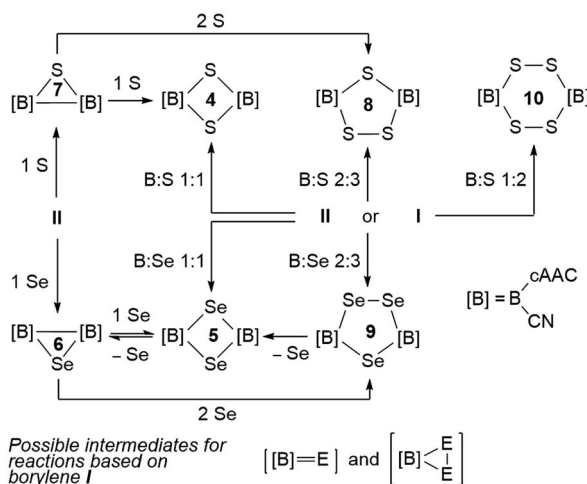 2 S
S
7
[B] [B]
1 S
S
[B] 4 [B]
S
S
[B] 8 [B]
S—S
S—S
[B] 10 [B]
S—S
1 S
B:S 1:1
B:S 2:3
B:S 1:2
II
II or I
1 Se
B:Se 1:1
B:Se 2:3
[B] = B
cAAC
CN
[B] [B]
6
Se
1 Se
– Se
Se
[B] 5 [B]
Se
– Se
Se—Se
[B] 9 [B]
Se
2 Se
Possible intermediates for
reactions based on
borylene I
[ [B]=E ] and [ [B] E E ]